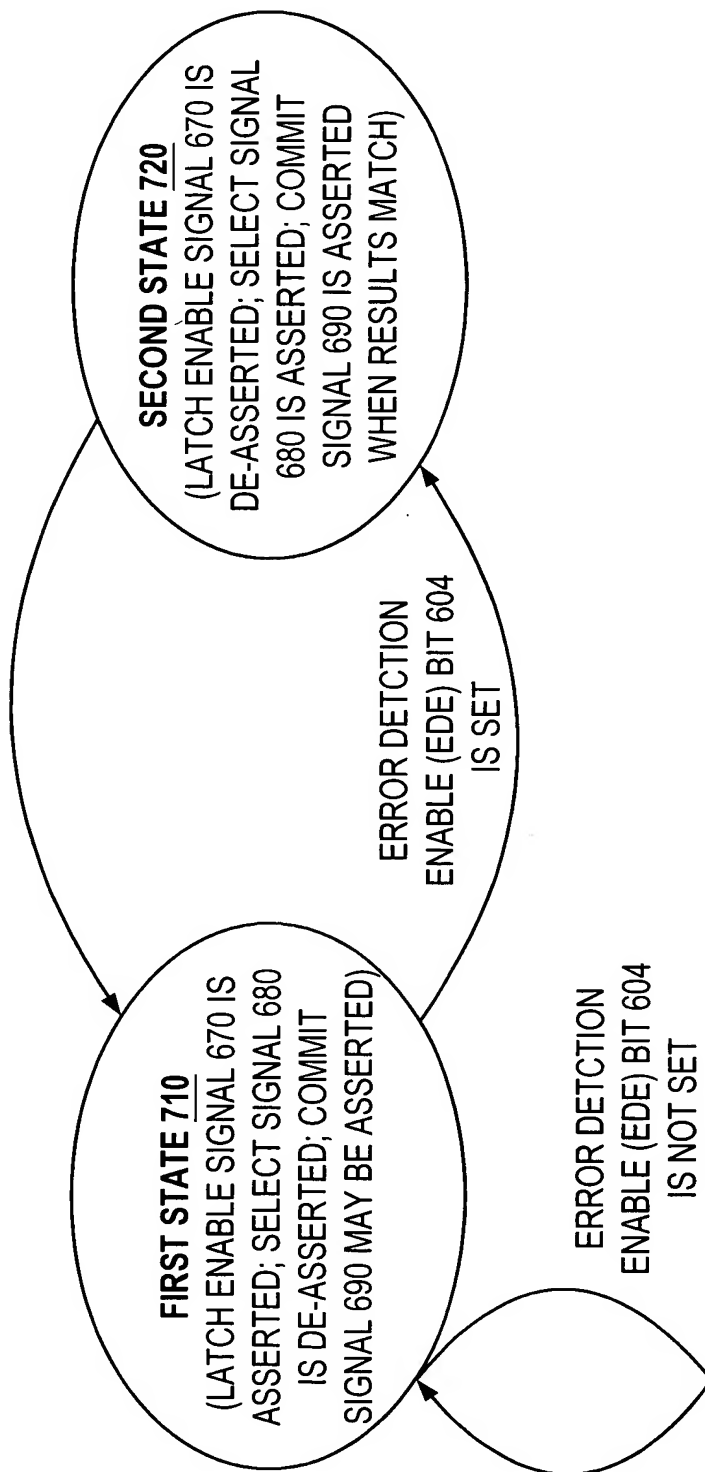 FIRST STATE 710
(LATCH ENABLE SIGNAL 670 IS
ASSERTED; SELECT SIGNAL 680
IS DE-ASSERTED; COMMIT
SIGNAL 690 MAY BE ASSERTED)
SECOND STATE 720
(LATCH ENABLE SIGNAL 670 IS
DE-ASSERTED; SELECT SIGNAL
680 IS ASSERTED; COMMIT
SIGNAL 690 IS ASSERTED
WHEN RESULTS MATCH)
ERROR DETCTION
ENABLE (EDE) BIT 604
IS SET
ERROR DETCTION
ENABLE (EDE) BIT 604
IS NOT SET